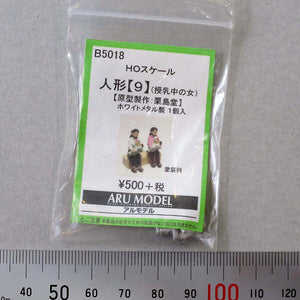 B5018
HOスケール
人形【9】(授乳中の女)
【原型製作：栗島堂】
ホワイトメタル製 1個入
塗装例
¥500+税
ARU MODEL
アルモデル
40 50 60 70 80 90 100 110